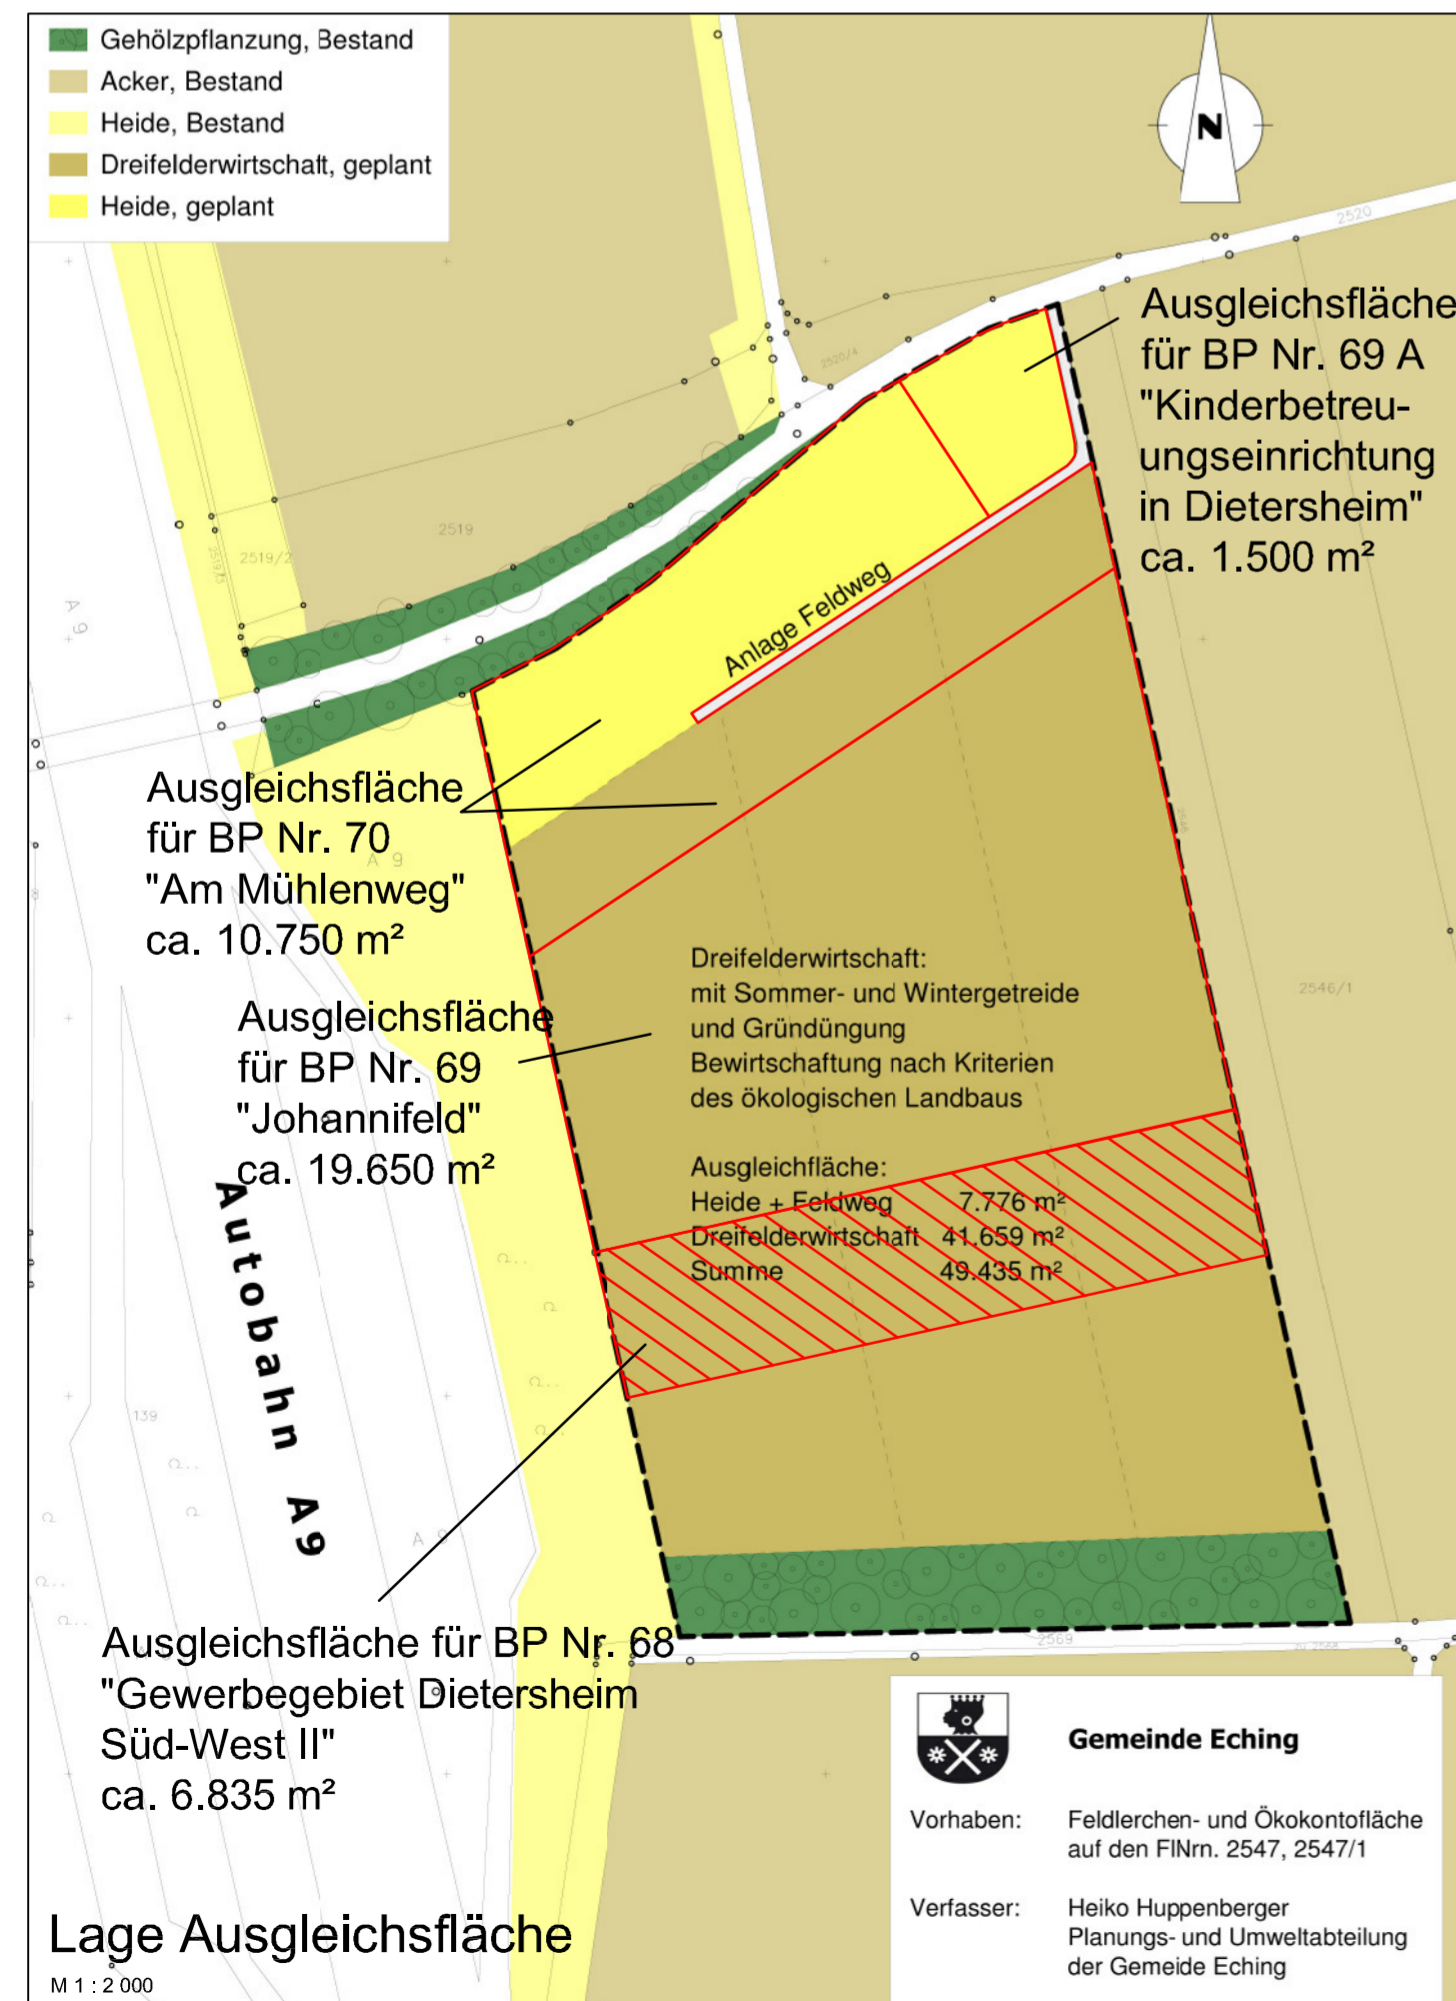 Gehölzpflanzung, Bestand
Acker, Bestand
Heide, Bestand
Dreifelderwirtschaft, geplant
Heide, geplant
N
2520
Ausgleichsfläche
für BP Nr. 69 A
"Kinderbetreu-
ungseinrichtung
in Dietersheim"
ca. 1.500 m²
2520/4
2519
2519/2
A 9
Anlage Feldweg
Ausgleichsfläche
für BP Nr. 70
A 9
"Am Mühlenweg"
ca. 10.750 m²
2546/1
Dreifelderwirtschaft:
mit Sommer- und Wintergetreide
und Gründüngung
Bewirtschaftung nach Kriterien
des ökologischen Landbaus
Ausgleichsfläche
für BP Nr. 69
"Johannifeld"
ca. 19.650 m²
Ausgleichfläche:
Heide + Feldweg 7.776 m²
Dreifelderwirtschaft 41.659 m²
Summe 49.435 m²
Autobahn A9
139
A 9
Ausgleichsfläche für BP Nr. 68
"Gewerbegebiet Dietersheim
Süd-West II"
ca. 6.835 m²
2569
Gemeinde Eching
Vorhaben: Feldlerchen- und Ökokontofläche
auf den FlNrn. 2547, 2547/1
Verfasser: Heiko Huppenberger
Planungs- und Umweltabteilung
der Gemeide Eching
Lage Ausgleichsfläche
M 1 : 2 000